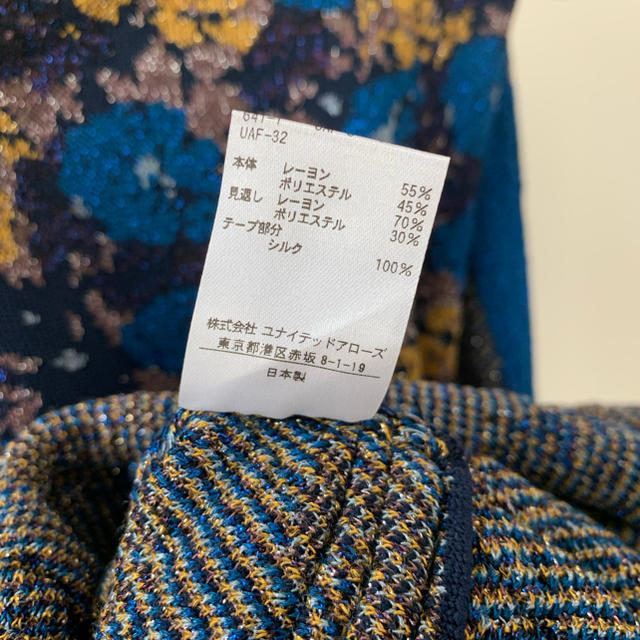 UAF-32
本体 レーヨン 55%
ポリエステル 45%
見返し レーヨン 70%
ポリエステル 30%
テープ部分
シルク 100%
株式会社 ユナイテッドアローズ
東京都港区赤坂8-1-19
日本製